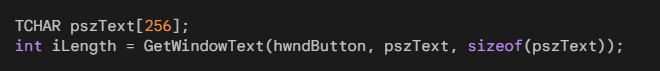 TCHAR pszText[256];
int iLength = GetWindowText(hwndButton, pszText, sizeof(pszText));